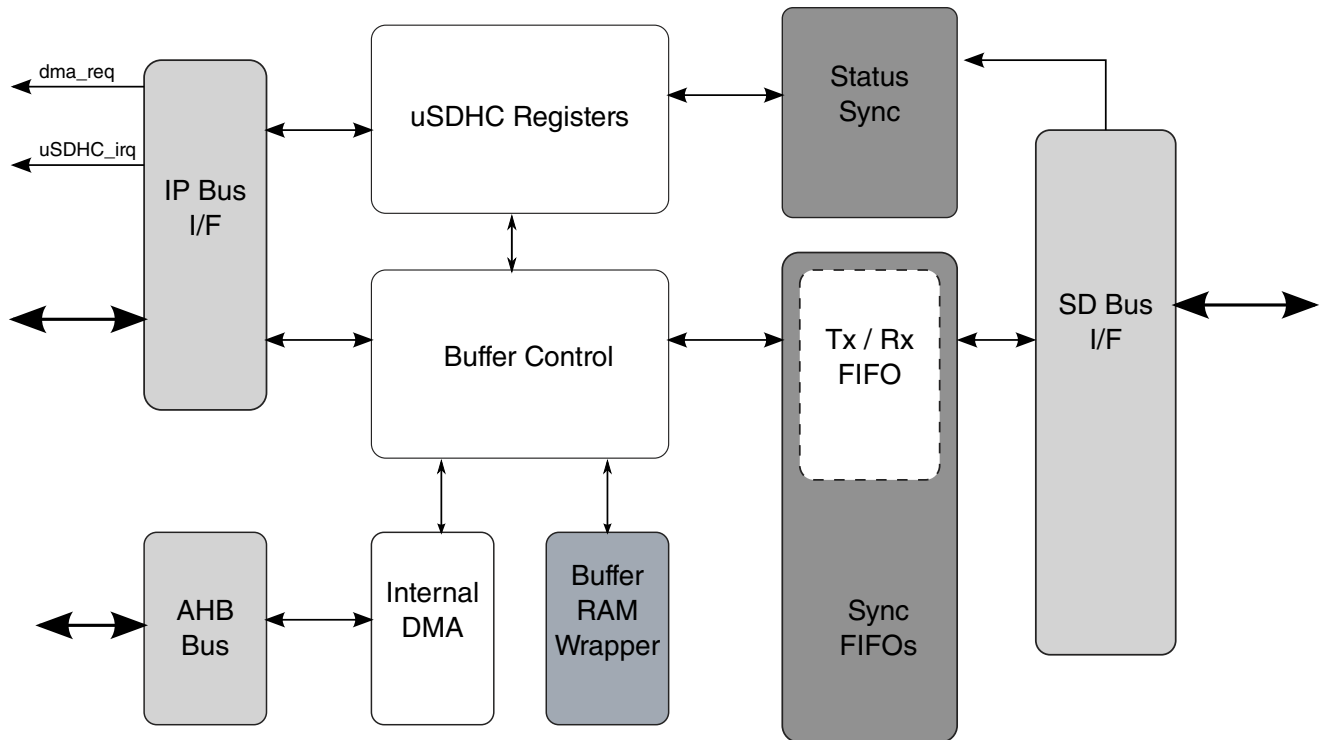 dma_req
uSDHC_irq
IP Bus
I/F
uSDHC Registers
Status
Sync
Buffer Control
Tx / Rx
FIFO
SD Bus
I/F
AHB
Bus
Internal
DMA
Buffer
RAM
Wrapper
Sync
FIFOs